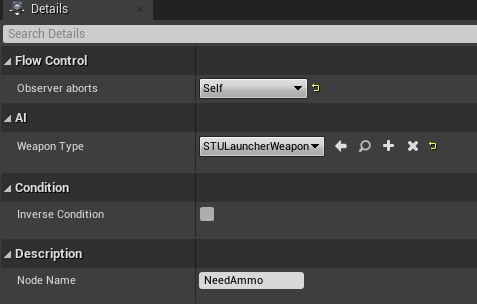 Details
Search Details
Flow Control
Observer aborts
Self
AI
Weapon Type
STULauncherWeapon
Condition
Inverse Condition
Description
Node Name
NeedAmmo